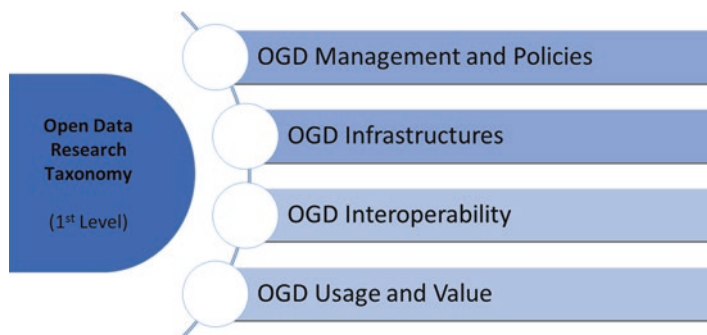 Open Data
Research
Taxonomy
(1st Level)
OGD Management and Policies
OGD Infrastructures
OGD Interoperability
OGD Usage and Value